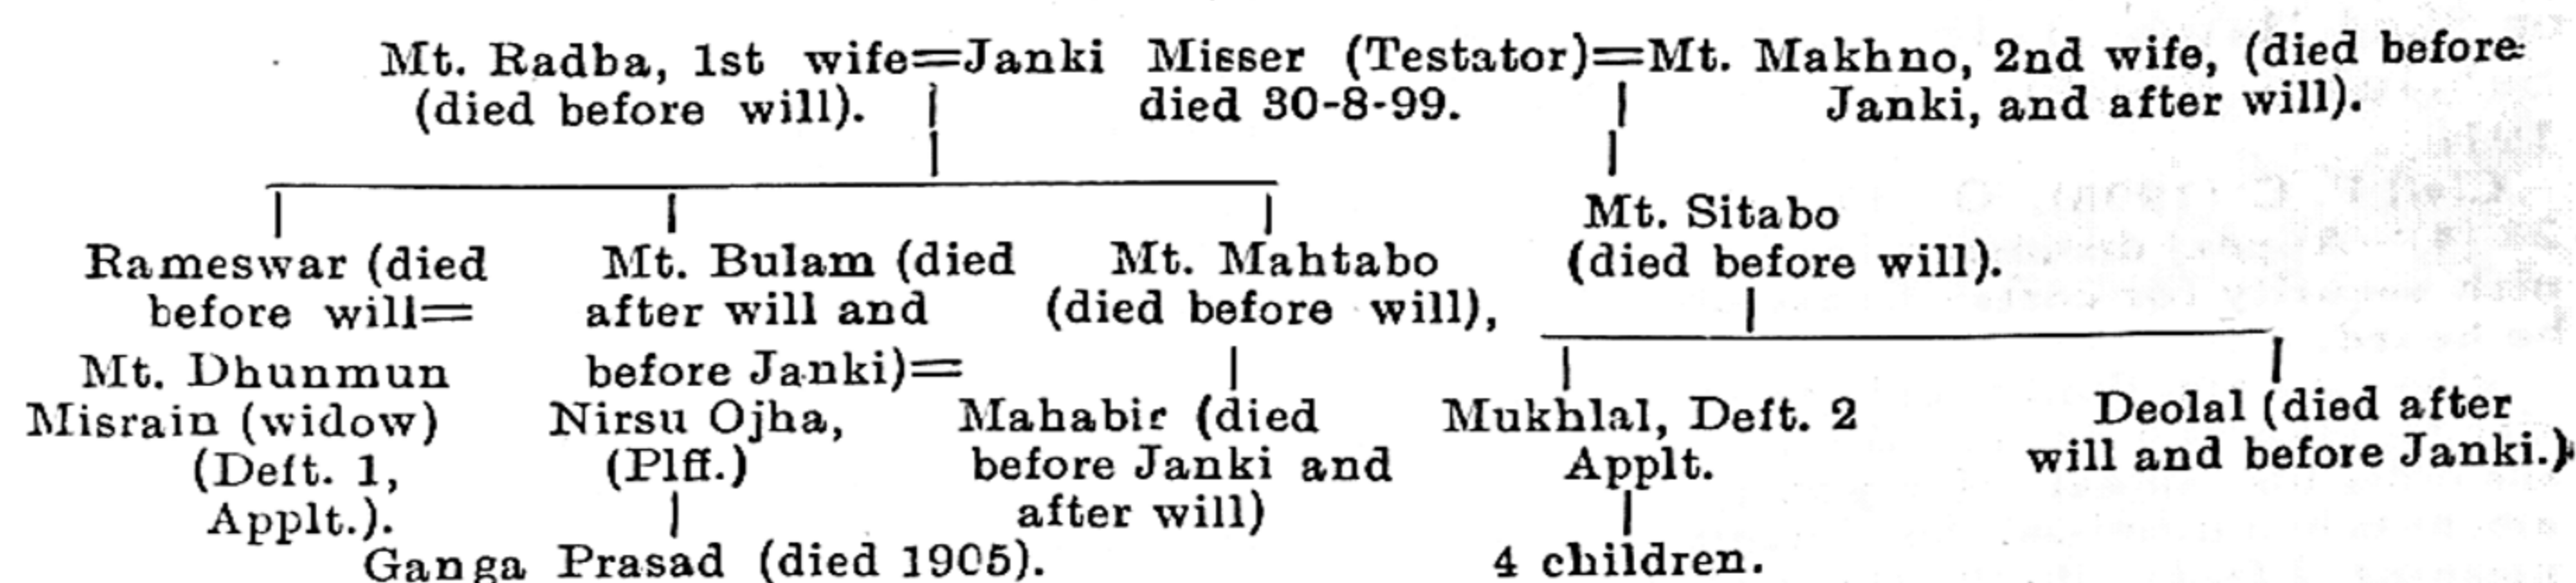 Mt. Radba, 1st wife=Janki Misser (Testator)=Mt. Makhno, 2nd wife, (died before
(died before will). died 30-8-99. Janki, and after will).
Mt. Sitabo
Rameswar (died Mt. Bulam (died Mt. Mahtabo (died before will).
before will= after will and (died before will),
Mt. Dhunmun before Janki)=
Misrain (widow) Nirsu Ojha, Mahabir (died Mukhlal, Deft. 2 Deolal (died after
(Deft. 1, (Plff.) before Janki and Applt. will and before Janki.)
Applt.). after will)
Ganga Prasad (died 1905). 4 children.